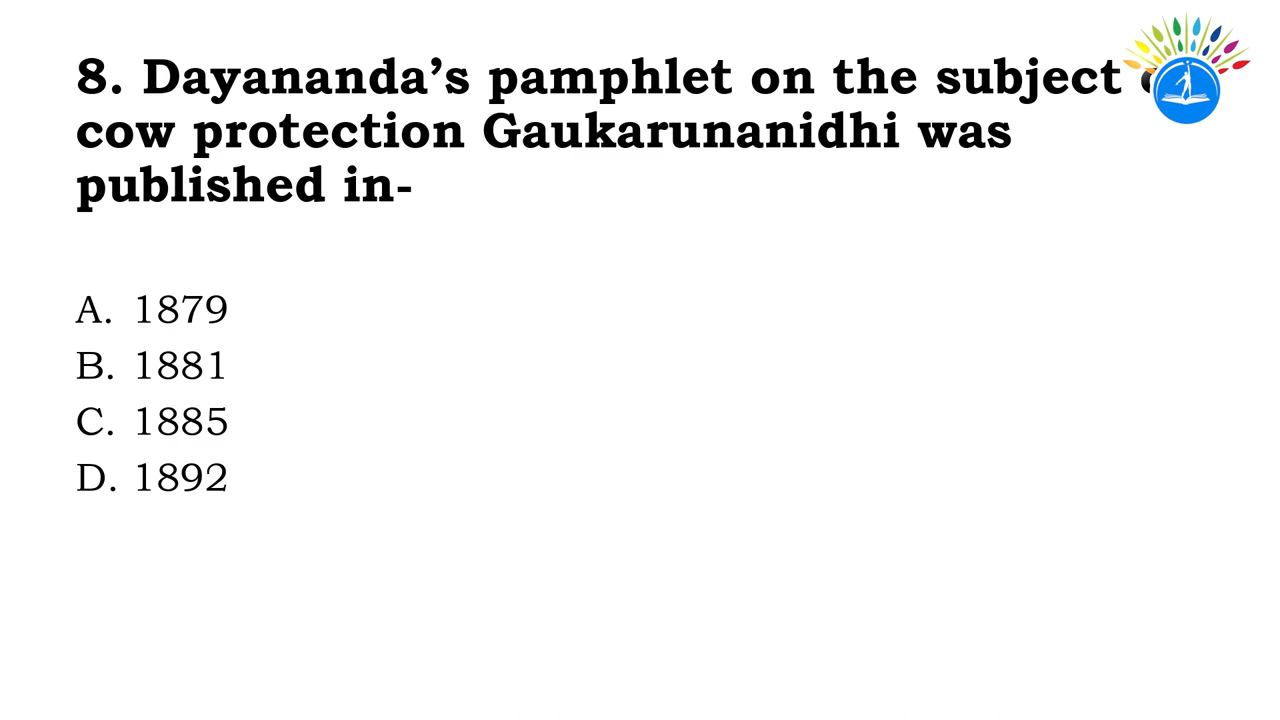 8. Dayananda’s pamphlet on the subject
cow protection Gaukarunanidhi was
published in-
A. 1879
B. 1881
C. 1885
D. 1892